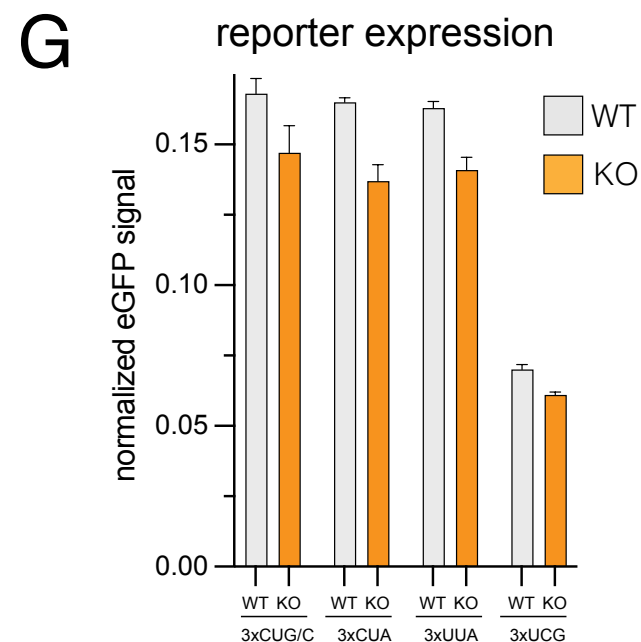 G
reporter expression
WT
KO
normalized eGFP signal
0.15
0.10
0.05
0.00
WT KO WT KO WT KO WT KO
3xCUG/C 3xCUA 3xUUA 3xUCG